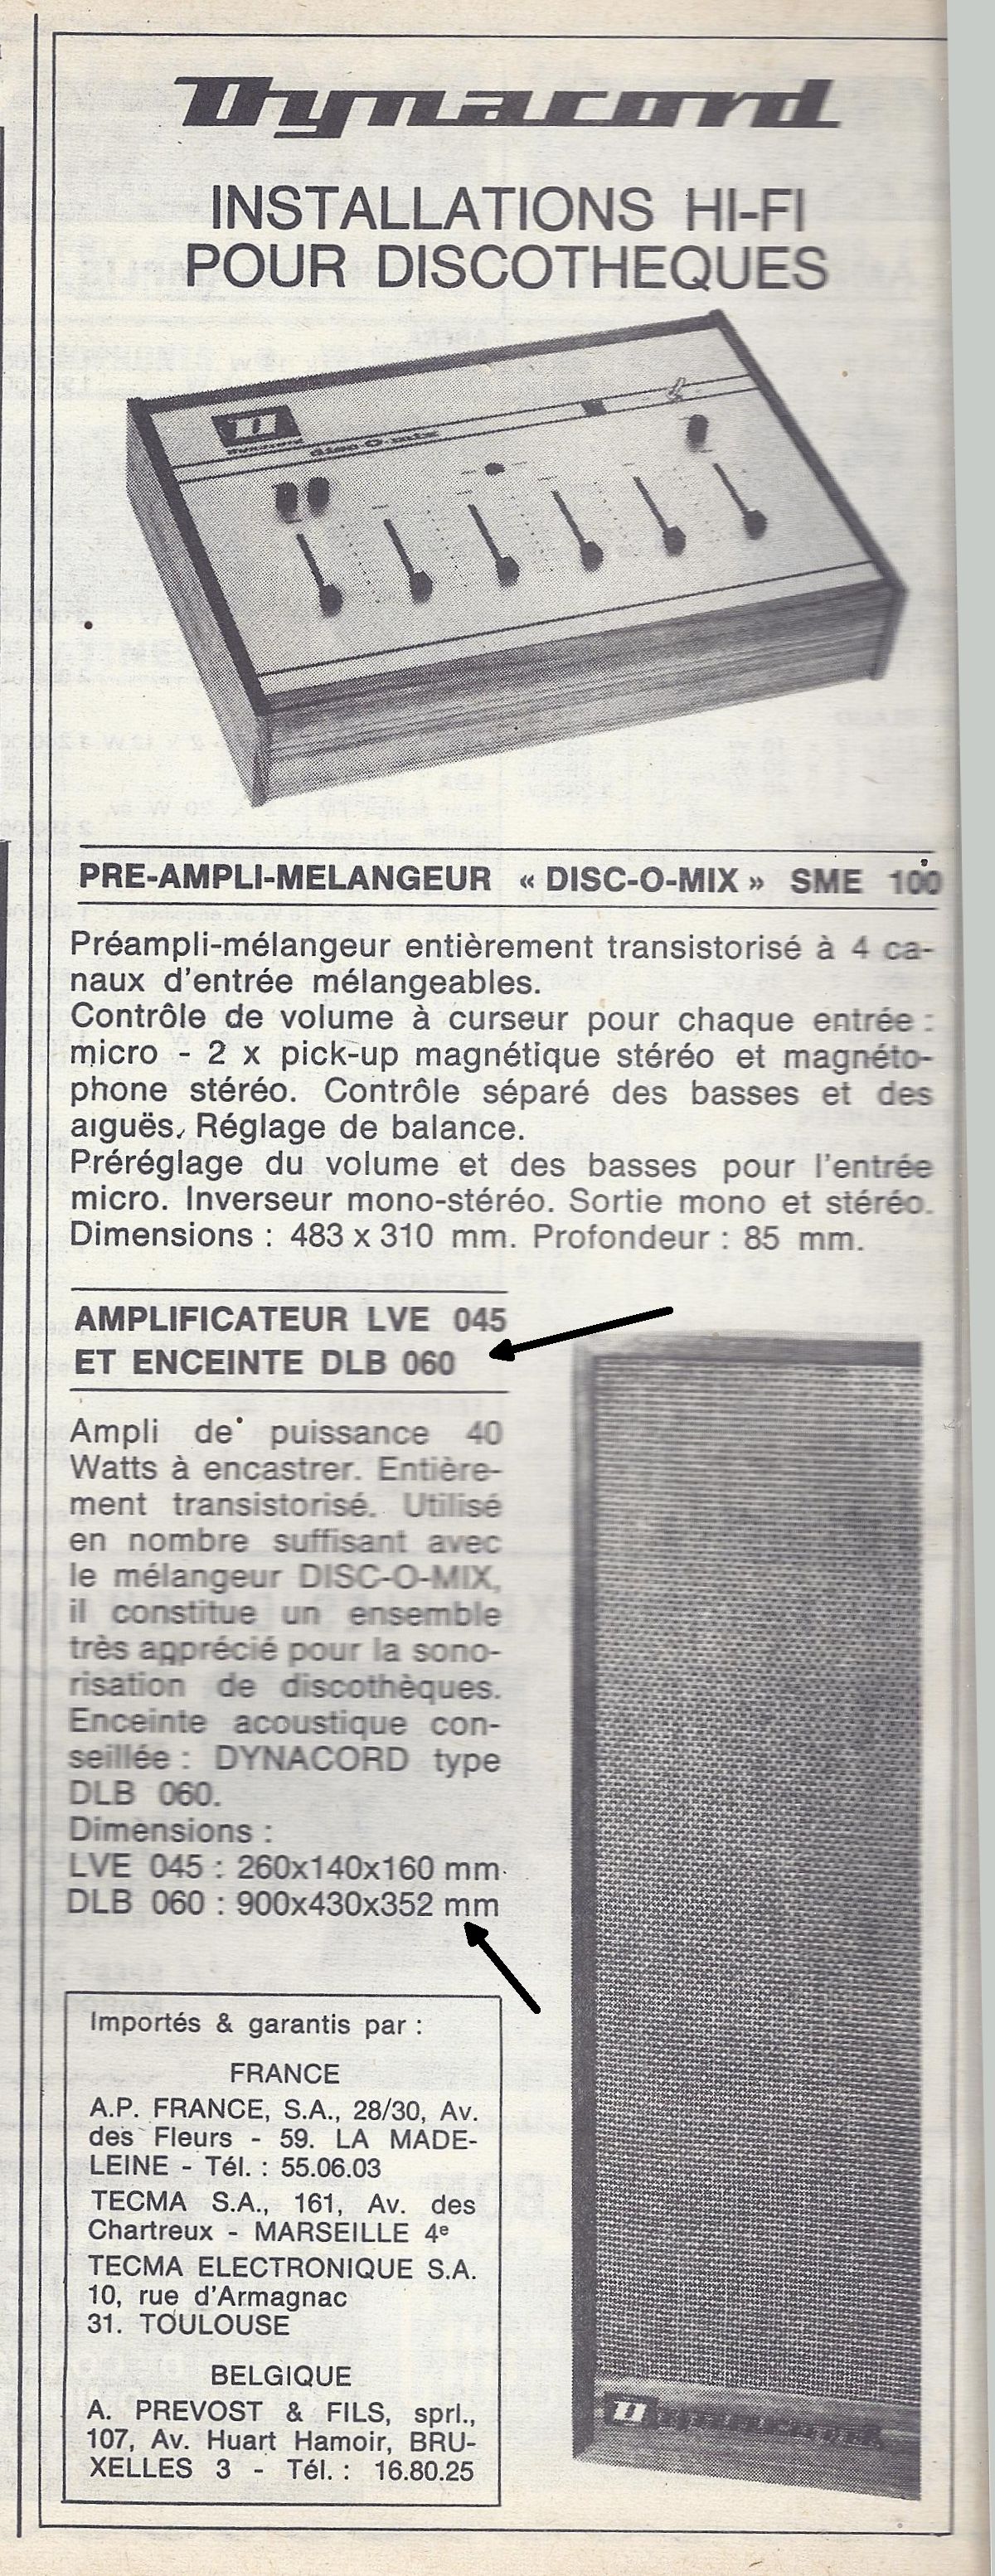 Dynacord
INSTALLATIONS HI-FI
POUR DISCOTHEQUES
DYNACORD
disc-O-mix
PRE-AMPLI-MELANGEUR « DISC-O-MIX » SME 100
Préampli-mélangeur entièrement transistorisé à 4 ca-
naux d'entrée mélangeables.
Contrôle de volume à curseur pour chaque entrée :
micro - 2 x pick-up magnétique stéréo et magnéto-
phone stéréo. Contrôle séparé des basses et des
aiguës. Réglage de balance.
Préréglage du volume et des basses pour l'entrée
micro. Inverseur mono-stéréo. Sortie mono et stéréo.
Dimensions : 483 x 310 mm. Profondeur : 85 mm.
AMPLIFICATEUR LVE 045
ET ENCEINTE DLB 060
Ampli de puissance 40
Watts à encastrer. Entière-
ment transistorisé. Utilisé
en nombre suffisant avec
le mélangeur DISC-O-MIX,
il constitue un ensemble
très apprécié pour la sono-
risation de discothèques.
Enceinte acoustique con-
seillée : DYNACORD type
DLB 060.
Dimensions :
LVE 045 : 260x140x160 mm
DLB 060 : 900x430x352 mm
Importés & garantis par :
FRANCE
A.P. FRANCE, S.A., 28/30, Av.
des Fleurs - 59. LA MADE-
LEINE - Tél. : 55.06.03
TECMA S.A., 161, Av. des
Chartreux - MARSEILLE 4e
TECMA ELECTRONIQUE S.A.
10, rue d'Armagnac
31. TOULOUSE
BELGIQUE
A. PREVOST & FILS, sprl.,
107, Av. Huart Hamoir, BRU-
XELLES 3 - Tél. : 16.80.25
DYNACORD